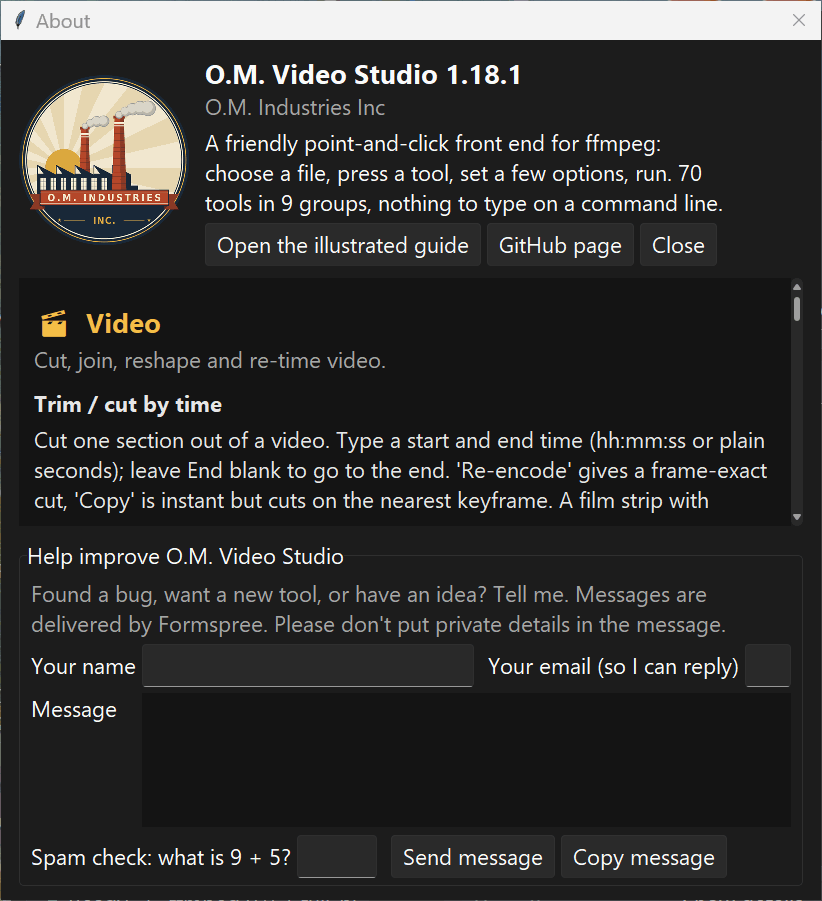 About
O.M. Video Studio 1.18.1
O.M. Industries Inc
A friendly point-and-click front end for ffmpeg:
choose a file, press a tool, set a few options, run. 70
tools in 9 groups, nothing to type on a command line.
O.M. INDUSTRIES
INC.
Open the illustrated guide GitHub page Close
Video
Cut, join, reshape and re-time video.
Trim / cut by time
Cut one section out of a video. Type a start and end time (hh:mm:ss or plain
seconds); leave End blank to go to the end. 'Re-encode' gives a frame-exact
cut, 'Copy' is instant but cuts on the nearest keyframe. A film strip with
Help improve O.M. Video Studio
Found a bug, want a new tool, or have an idea? Tell me. Messages are
delivered by Formspree. Please don't put private details in the message.
Your name Your email (so I can reply)
Message
Spam check: what is 9 + 5? Send message Copy message